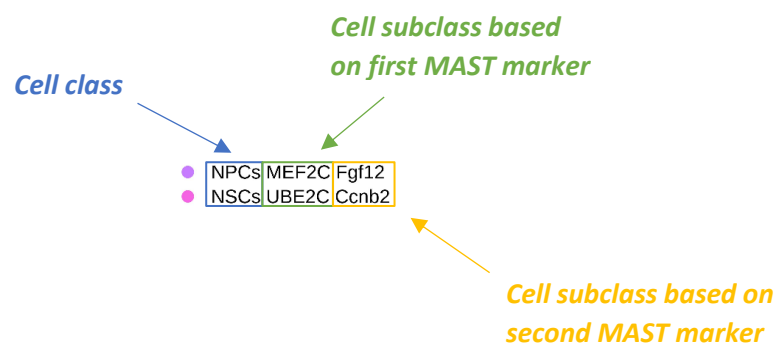 Cell subclass based
on first MAST marker
Cell class
NPCs MEF2C Fgf12
NSCs UBE2C Ccnb2
Cell subclass based on
second MAST marker